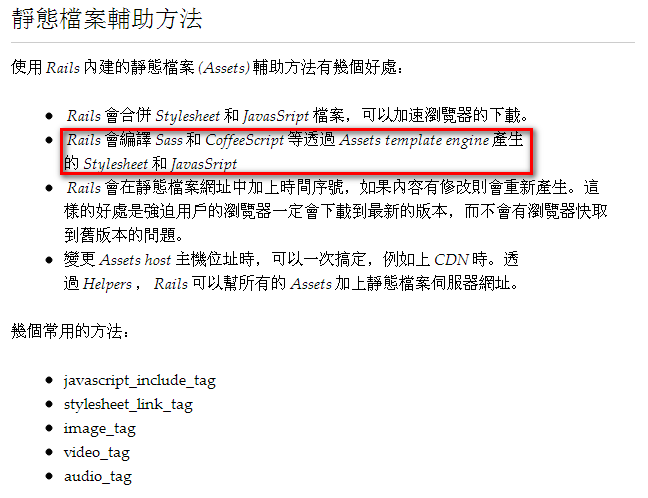 靜態檔案輔助方法
使用 Rails 內建的靜態檔案 (Assets) 輔助方法有幾個好處：
Rails 會合併 Stylesheet 和 JavasSript 檔案，可以加速瀏覽器的下載。
Rails 會編譯 Sass 和 CoffeeScript 等透過 Assets template engine 產生
的 Stylesheet 和 JavasSript
Rails 會在靜態檔案網址中加上時間序號，如果內容有修改則會重新產生。這
樣的好處是強迫用戶的瀏覽器一定會下載到最新的版本，而不會有瀏覽器快取
到舊版本的問題。
變更 Assets host 主機位址時，可以一次搞定，例如上 CDN 時。透
過 Helpers ， Rails 可以幫所有的 Assets 加上靜態檔案伺服器網址。
幾個常用的方法：
javascript_include_tag
stylesheet_link_tag
image_tag
video_tag
audio_tag